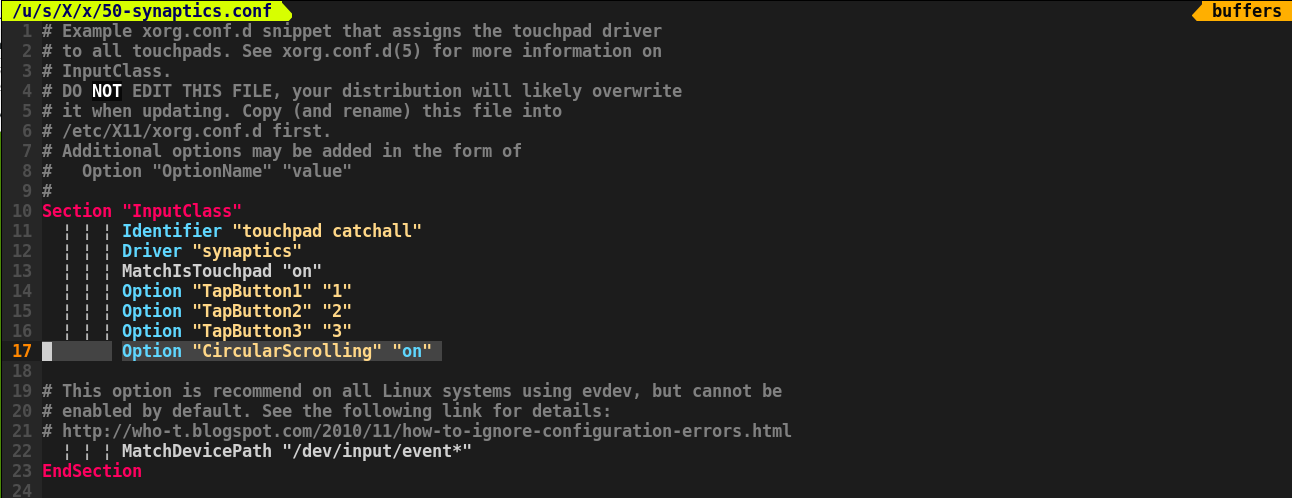 /u/s/X/x/50-synaptics.conf buffers
1 # Example xorg.conf.d snippet that assigns the touchpad driver
2 # to all touchpads. See xorg.conf.d(5) for more information on
3 # InputClass.
4 # DO NOT EDIT THIS FILE, your distribution will likely overwrite
5 # it when updating. Copy (and rename) this file into
6 # /etc/X11/xorg.conf.d first.
7 # Additional options may be added in the form of
8 #   Option "OptionName" "value"
9 #
10 Section "InputClass"
11 ¦ ¦ ¦ Identifier "touchpad catchall"
12 ¦ ¦ ¦ Driver "synaptics"
13 ¦ ¦ ¦ MatchIsTouchpad "on"
14 ¦ ¦ ¦ Option "TapButton1" "1"
15 ¦ ¦ ¦ Option "TapButton2" "2"
16 ¦ ¦ ¦ Option "TapButton3" "3"
17 Option "CircularScrolling" "on"
18
19 # This option is recommend on all Linux systems using evdev, but cannot be
20 # enabled by default. See the following link for details:
21 # http://who-t.blogspot.com/2010/11/how-to-ignore-configuration-errors.html
22 ¦ ¦ ¦ MatchDevicePath "/dev/input/event*"
23 EndSection
24